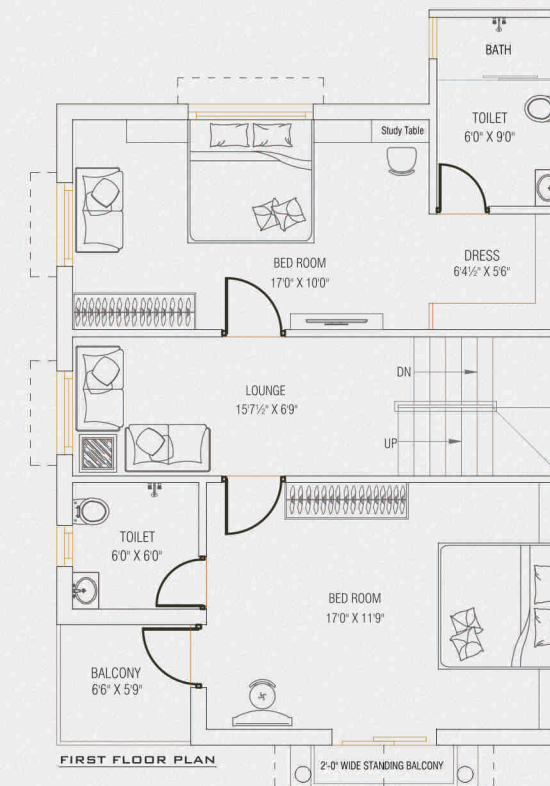 BATH
TOILET
6'0" X 9'0"
Study Table
BED ROOM
17'0" X 10'0"
DRESS
6'4½" X 5'6"
DN
LOUNGE
15'7½" X 6'9"
UP
TOILET
6'0" X 6'0"
BED ROOM
17'0" X 11'9"
BALCONY
6'6" X 5'9"
FIRST FLOOR PLAN
2'-0" WIDE STANDING BALCONY